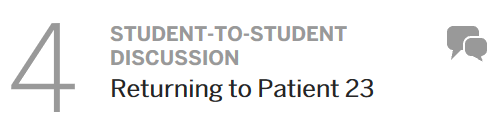 4
STUDENT-TO-STUDENT
DISCUSSION
Returning to Patient 23